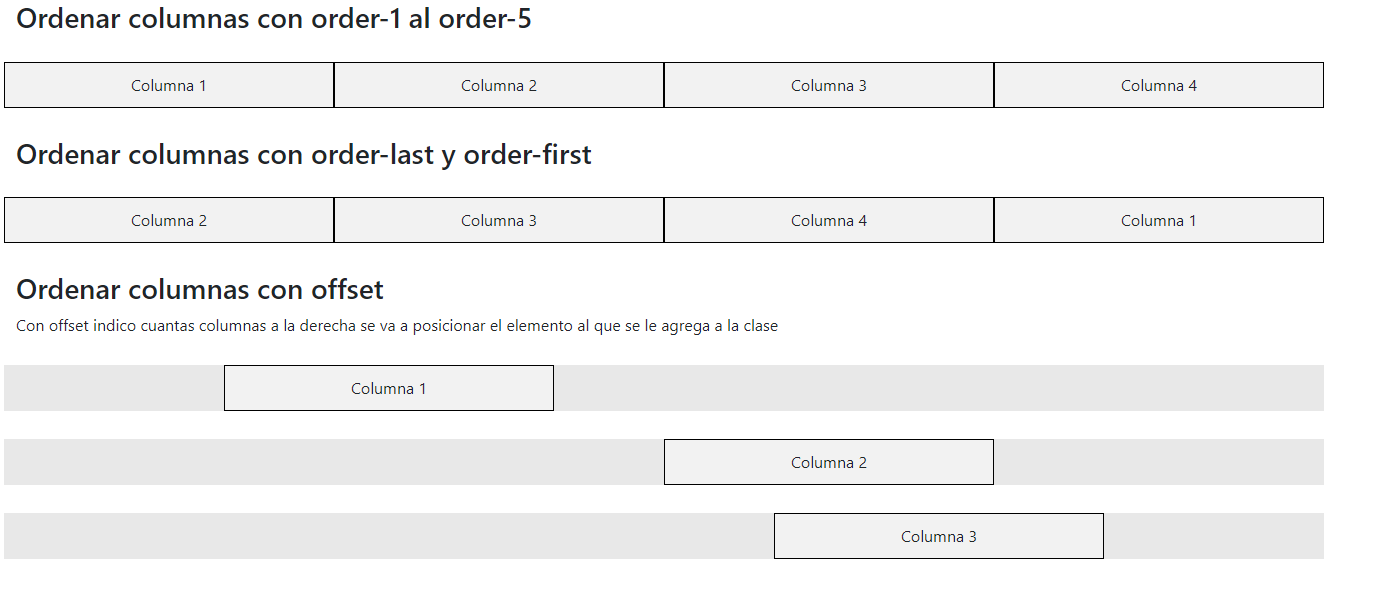 Ordenar columnas con order-1 al order-5
Columna 1 Columna 2 Columna 3 Columna 4
Ordenar columnas con order-last y order-first
Columna 2 Columna 3 Columna 4 Columna 1
Ordenar columnas con offset
Con offset indico cuantas columnas a la derecha se va a posicionar el elemento al que se le agrega a la clase
Columna 1
Columna 2
Columna 3